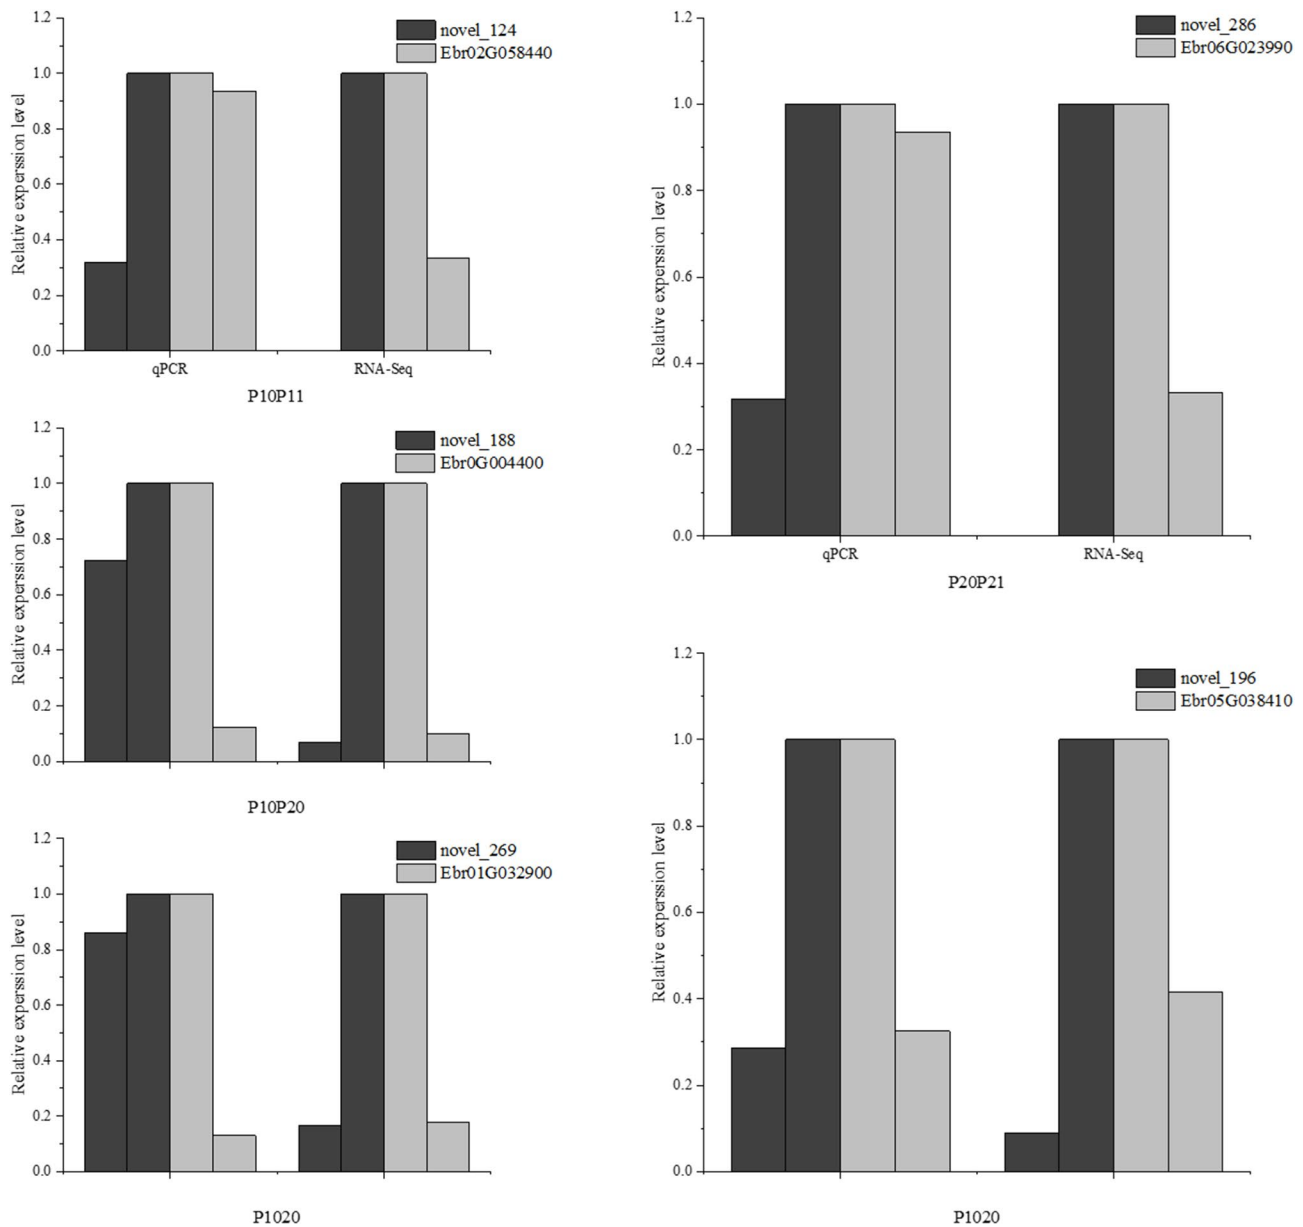 1.2
1.0
0.8
0.6
0.4
0.2
0.0
Relative experssion level
novel_124
Ebr02G058440
qPCR RNA-Seq
P10P11
1.2
1.0
0.8
0.6
0.4
0.2
0.0
Relative experssion level
novel_188
Ebr0G004400
P10P20
1.2
1.0
0.8
0.6
0.4
0.2
0.0
Relative experssion level
novel_269
Ebr01G032900
P1020
1.2
1.0
0.8
0.6
0.4
0.2
0.0
Relative experssion level
novel_286
Ebr06G023990
qPCR RNA-Seq
P20P21
1.2
1.0
0.8
0.6
0.4
0.2
0.0
Relative experssion level
novel_196
Ebr05G038410
P1020